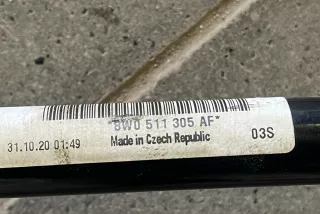 *8W0 511 305 AF*
Made in Czech Republic
31.10.20 01:49
03S